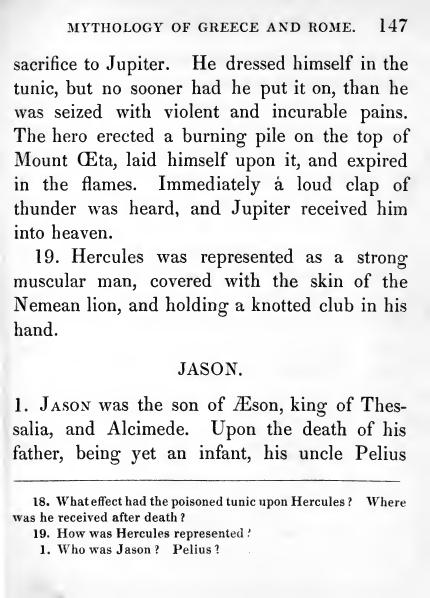 MYTHOLOGY OF GREECE AND ROME. 147
sacrifice to Jupiter. He dressed himself in the
tunic, but no sooner had he put it on, than he
was seized with violent and incurable pains.
The hero erected a burning pile on the top of
Mount Œta, laid himself upon it, and expired
in the flames. Immediately à loud clap of
thunder was heard, and Jupiter received him
into heaven.
19. Hercules was represented as a strong
muscular man, covered with the skin of the
Nemean lion, and holding a knotted club in his
hand.
JASON.
1. JASON was the son of Æson, king of Thes-
salia, and Alcimede. Upon the death of his
father, being yet an infant, his uncle Pelius
18. What effect had the poisoned tunic upon Hercules? Where
was he received after death?
19. How was Hercules represented?
1. Who was Jason? Pelius?